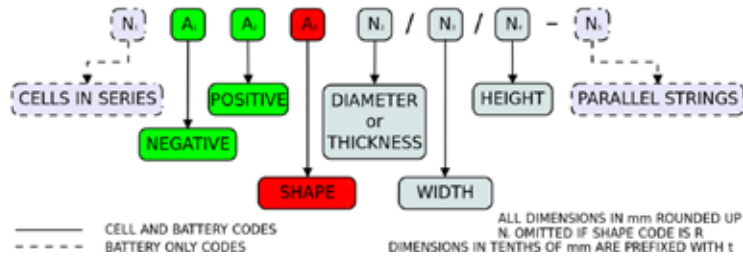 N₁ A₁ A₂ A₃ N₂ / N₃ / N₄ - N₅
CELLS IN SERIES
POSITIVE
DIAMETER
or
THICKNESS
HEIGHT
PARALLEL STRINGS
NEGATIVE
SHAPE
WIDTH
CELL AND BATTERY CODES
BATTERY ONLY CODES
ALL DIMENSIONS IN mm ROUNDED UP
N OMITTED IF SHAPE CODE IS R
DIMENSIONS IN TENTHS OF mm ARE PREFIXED WITH t